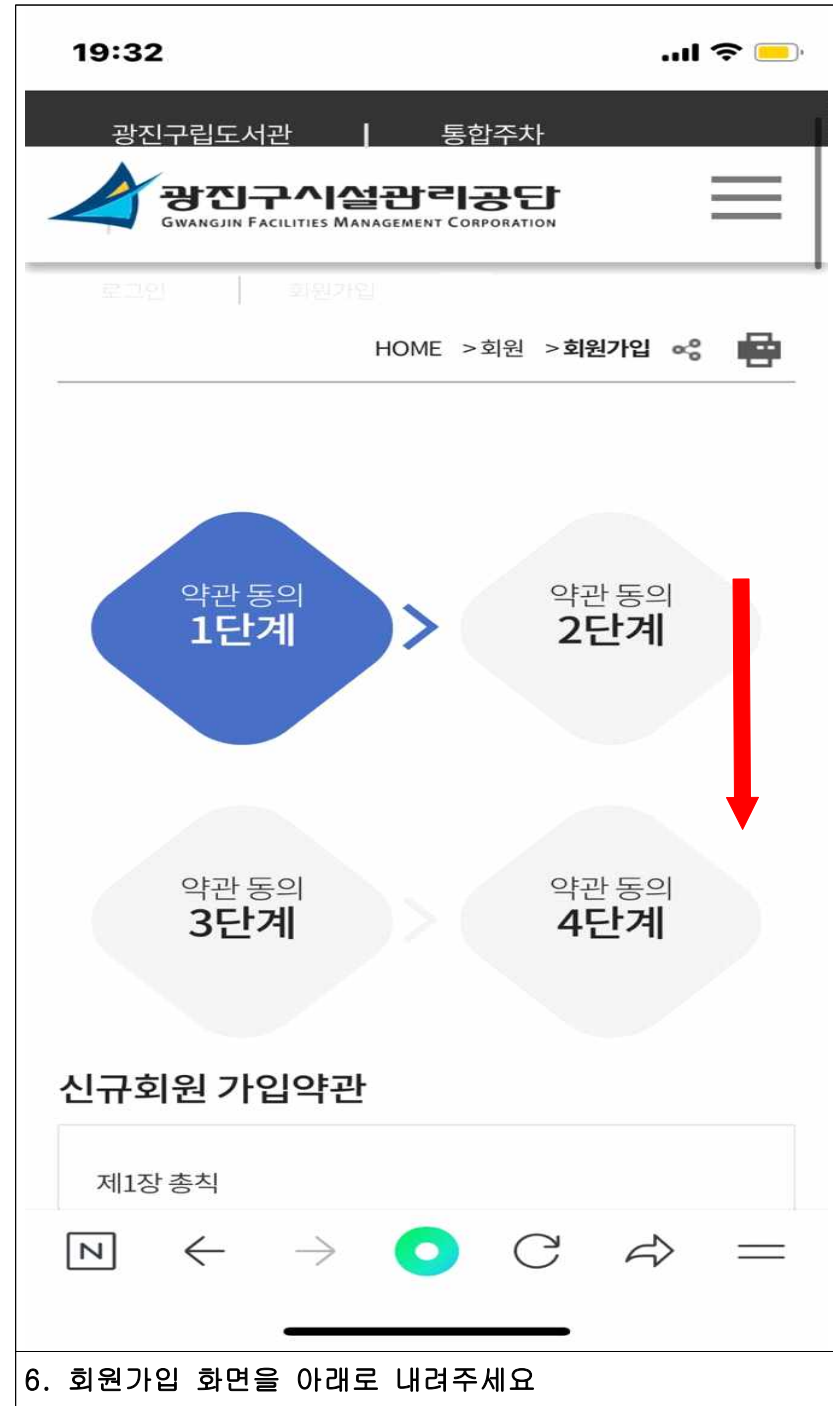 19:32
광진구립도서관 | 통합주차
광진구시설관리공단
GWANGJIN FACILITIES MANAGEMENT CORPORATION
로그인 | 회원가입
HOME >회원 >회원가입
약관 동의
1단계
>
약관 동의
2단계
약관 동의
3단계
>
약관 동의
4단계
신규회원 가입약관
제1장 총칙
N
6. 회원가입 화면을 아래로 내려주세요